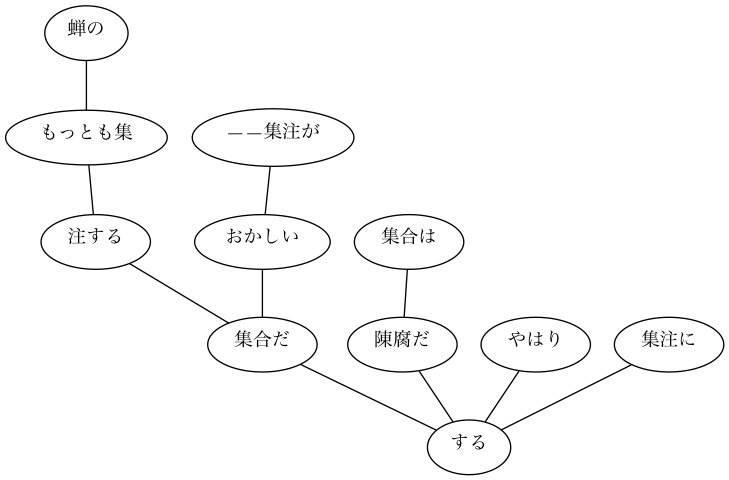 蝉の
もっとも集
――集注が
注する
おかしい
集合は
集合だ
陳腐だ
やはり
集注に
する